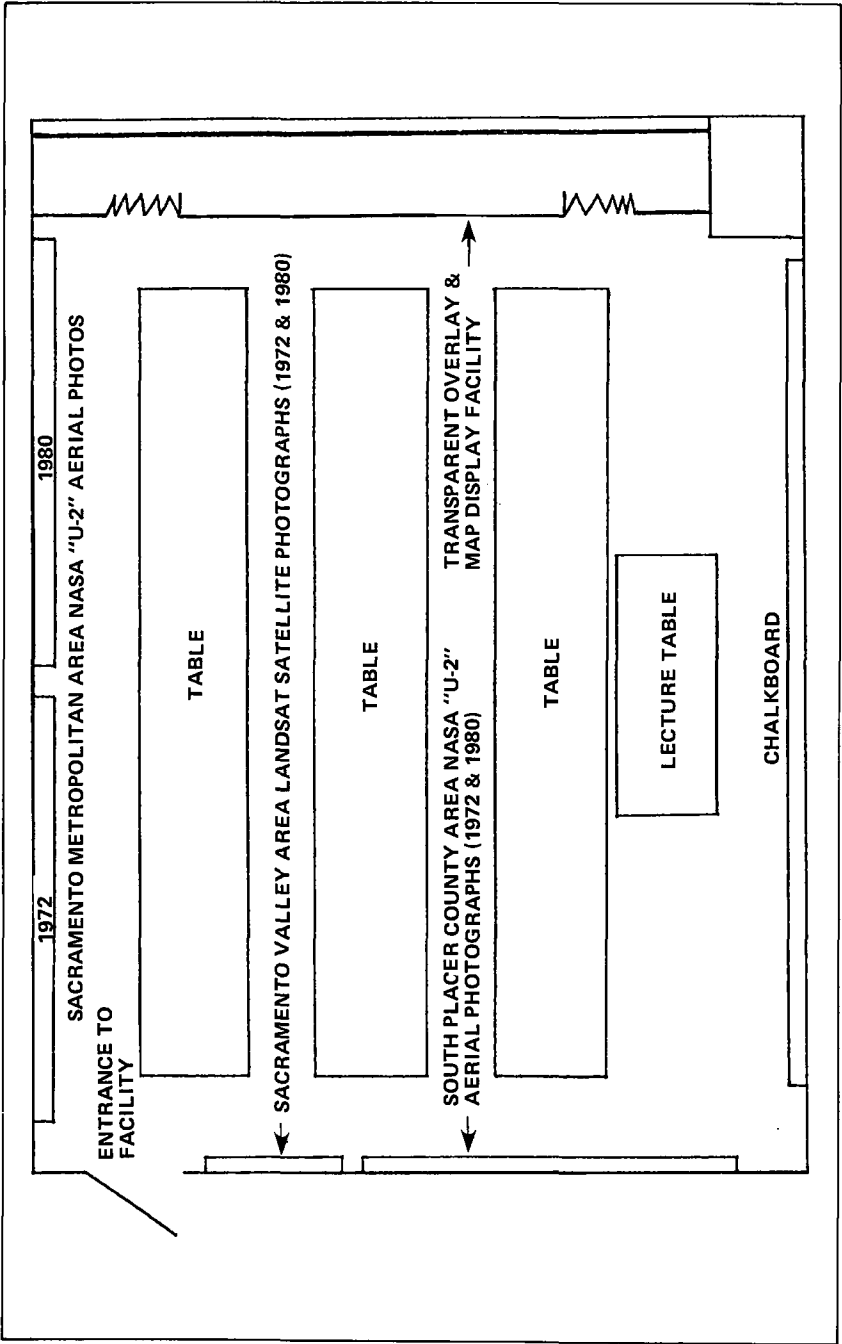 1972
1980
SACRAMENTO METROPOLITAN AREA NASA "U-2" AERIAL PHOTOS
ENTRANCE TO
FACILITY
TABLE
SACRAMENTO VALLEY AREA LANDSAT SATELLITE PHOTOGRAPHS (1972 & 1980)
TABLE
SOUTH PLACER COUNTY AREA NASA "U-2"
AERIAL PHOTOGRAPHS (1972 & 1980)
TRANSPARENT OVERLAY &
MAP DISPLAY FACILITY
TABLE
LECTURE TABLE
CHALKBOARD